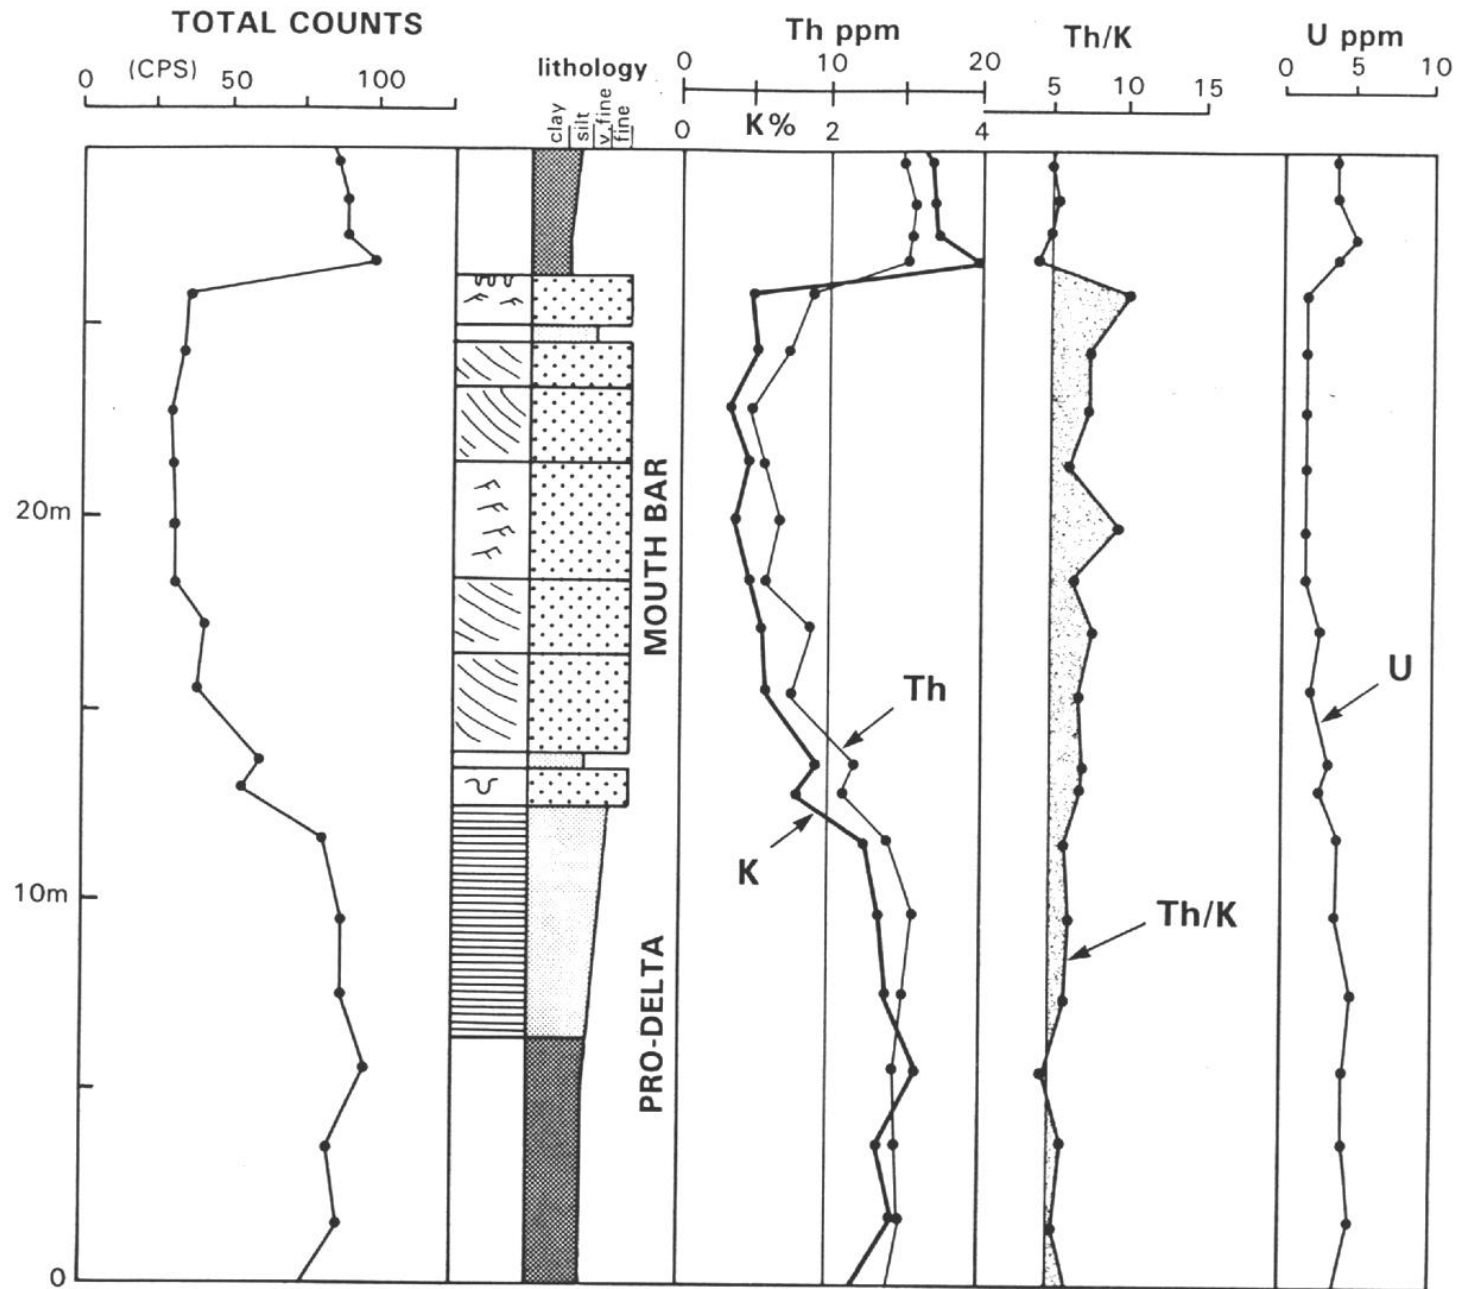 TOTAL COUNTS
(CPS)
0 50 100
lithology
clay
silt
v. fine
fine
Th ppm
0 10 20
K%
0 2 4
Th/K
5 10 15
U ppm
0 5 10
20m
10m
0
MOUTH BAR
PRO-DELTA
Th
K
Th/K
U